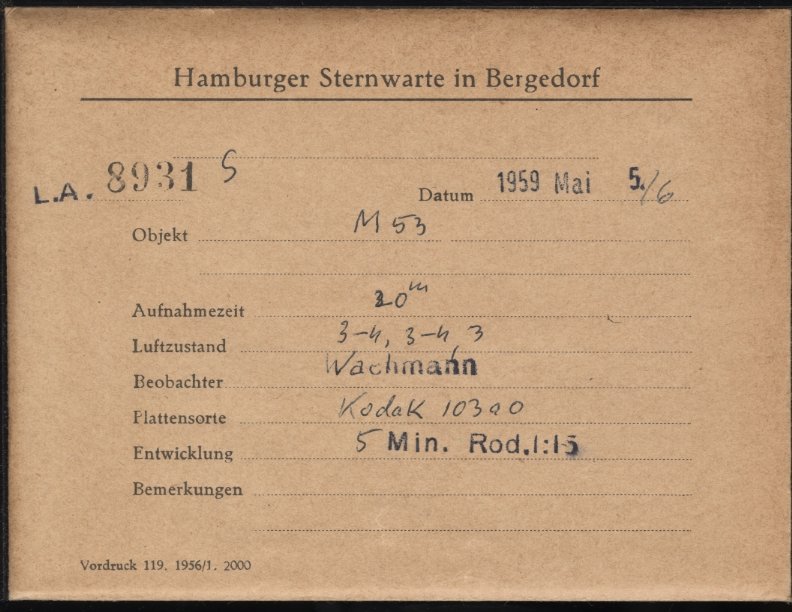 Hamburger Sternwarte in Bergedorf
L.A. 8931 S
Datum 1959 Mai 5./6
Objekt M 53
Aufnahmezeit 20ᵐ
Luftzustand 3-4, 3-4, 3
Beobachter Wachmann
Plattensorte Kodak 103a0
Entwicklung 5 Min. Rod.1:15
Bemerkungen
Vordruck 119. 1956/1. 2000